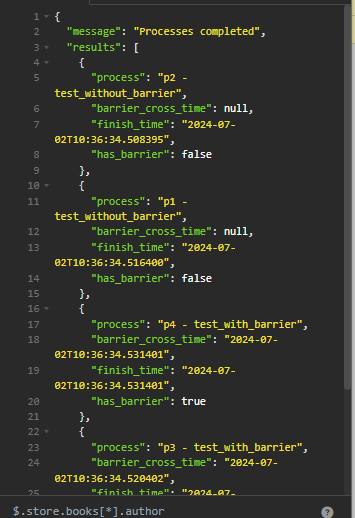 1 {
2 "message": "Processes completed",
3 "results": [
4 {
5 "process": "p2 -
test_without_barrier",
6 "barrier_cross_time": null,
7 "finish_time": "2024-07-
02T10:36:34.508395",
8 "has_barrier": false
9 },
10 {
11 "process": "p1 -
test_without_barrier",
12 "barrier_cross_time": null,
13 "finish_time": "2024-07-
02T10:36:34.516400",
14 "has_barrier": false
15 },
16 {
17 "process": "p4 - test_with_barrier",
18 "barrier_cross_time": "2024-07-
02T10:36:34.531401",
19 "finish_time": "2024-07-
02T10:36:34.531401",
20 "has_barrier": true
21 },
22 {
23 "process": "p3 - test_with_barrier",
24 "barrier_cross_time": "2024-07-
02T10:36:34.520402",
25 "finish_time": "2024-07-
$.store.books[*].author
?